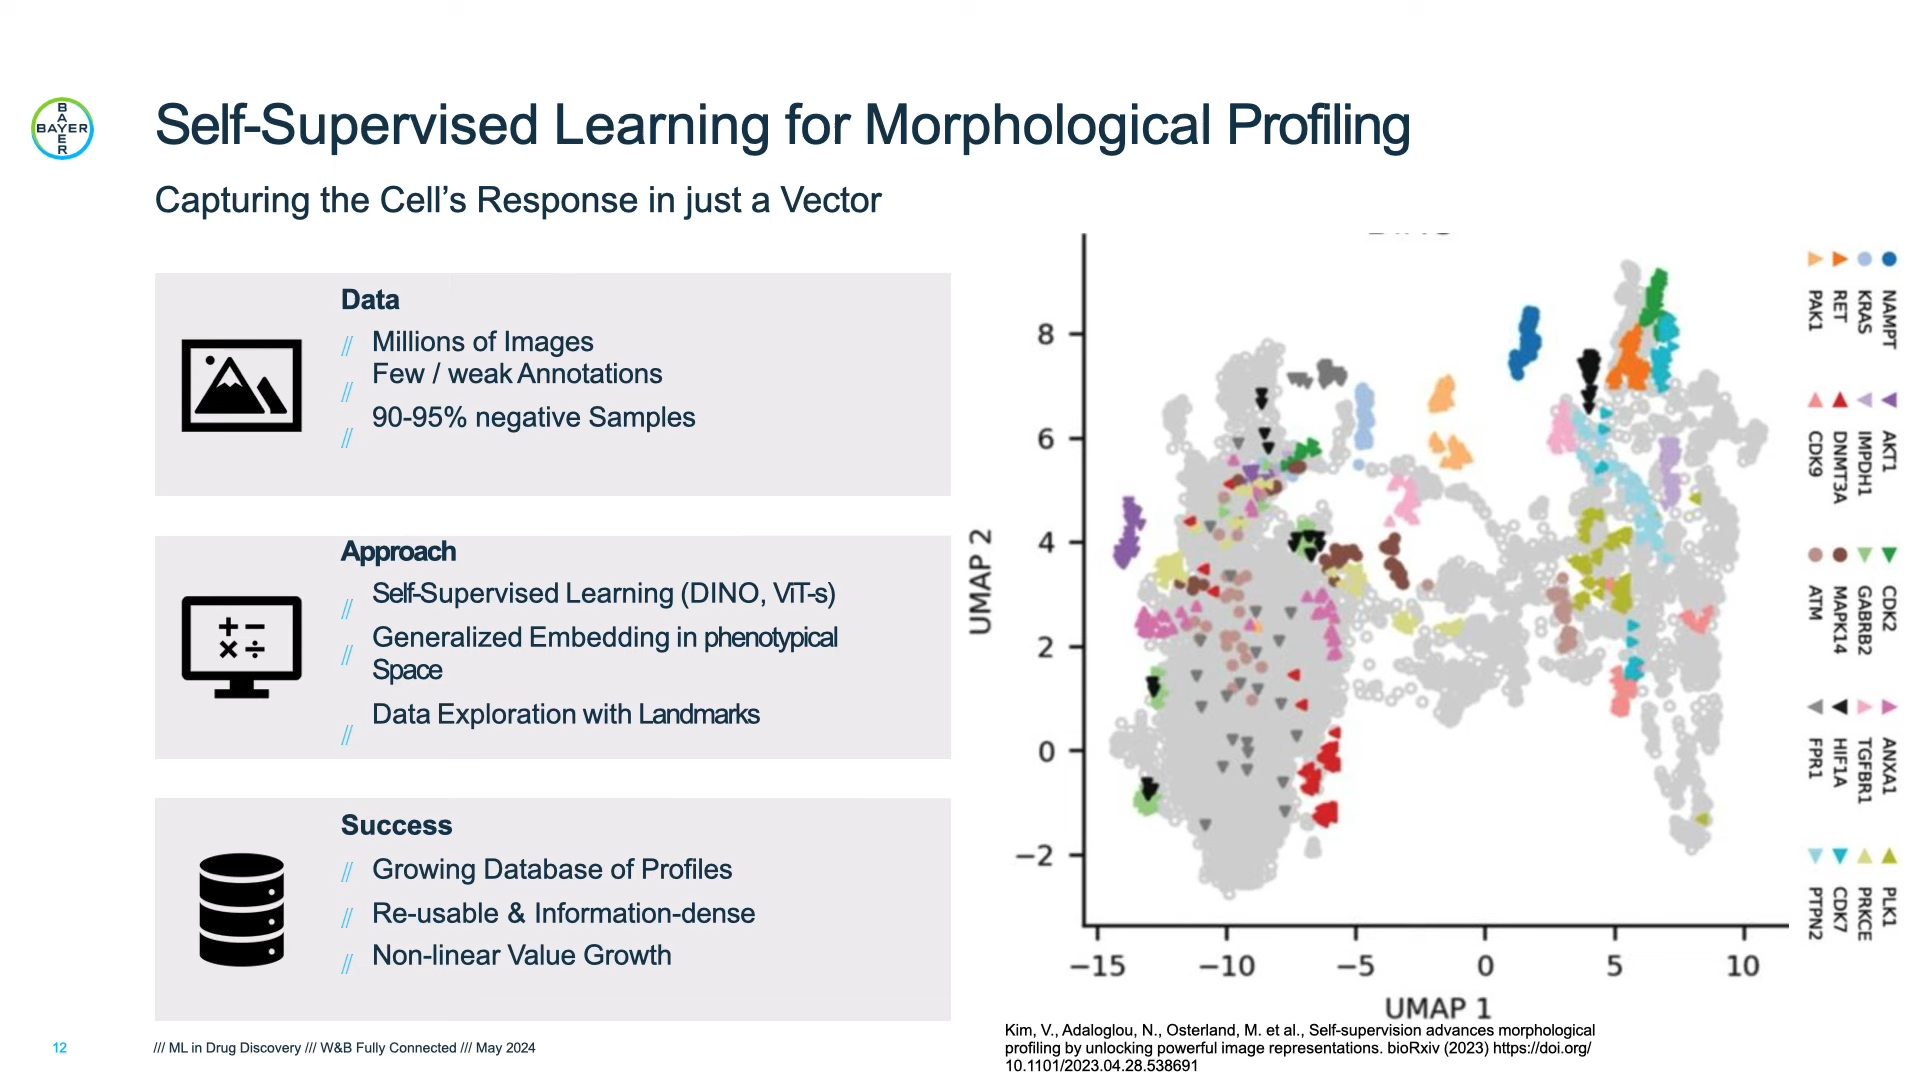 BAYER
BAYER
Self-Supervised Learning for Morphological Profiling
Capturing the Cell's Response in just a Vector
Data
// Millions of Images
// Few / weak Annotations
// 90-95% negative Samples
Approach
// Self-Supervised Learning (DINO, ViT-s)
// Generalized Embedding in phenotypical
Space
// Data Exploration with Landmarks
Success
// Growing Database of Profiles
// Re-usable & Information-dense
// Non-linear Value Growth
UMAP 2
8
6
4
2
0
−2
−15 −10 −5 0 5 10
UMAP 1
NAMPT
KRAS
RET
PAK1
AKT1
IMPDH1
DNMT3A
CDK9
CDK2
GABRB2
MAPK14
ATM
ANXA1
TGFBR1
HIF1A
FPR1
PLK1
PRKCE
CDK7
PTPN2
Kim, V., Adaloglou, N., Osterland, M. et al., Self-supervision advances morphological
profiling by unlocking powerful image representations. bioRxiv (2023) https://doi.org/
10.1101/2023.04.28.538691
12
/// ML in Drug Discovery /// W&B Fully Connected /// May 2024